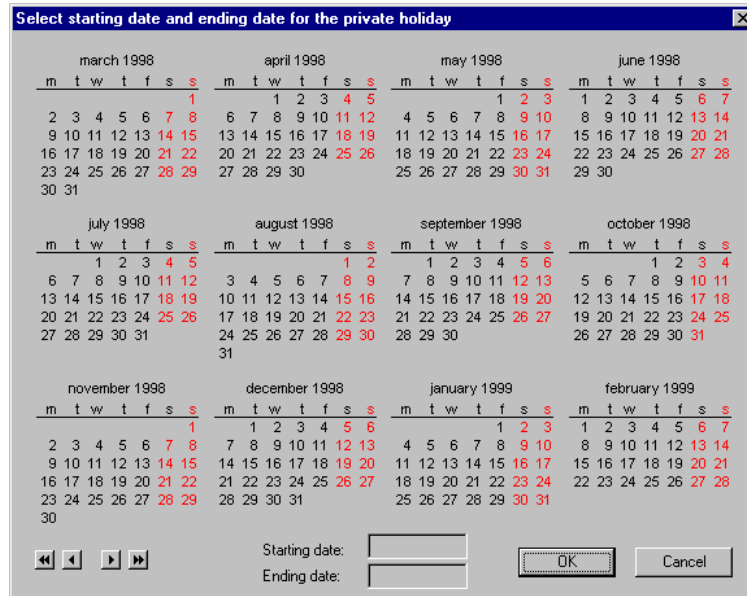 Select starting date and ending date for the private holiday
march 1998
m t w t f s s
1
2 3 4 5 6 7 8
9 10 11 12 13 14 15
16 17 18 19 20 21 22
23 24 25 26 27 28 29
30 31
april 1998
m t w t f s s
1 2 3 4 5
6 7 8 9 10 11 12
13 14 15 16 17 18 19
20 21 22 23 24 25 26
27 28 29 30
may 1998
m t w t f s s
1 2 3
4 5 6 7 8 9 10
11 12 13 14 15 16 17
18 19 20 21 22 23 24
25 26 27 28 29 30 31
june 1998
m t w t f s s
1 2 3 4 5 6 7
8 9 10 11 12 13 14
15 16 17 18 19 20 21
22 23 24 25 26 27 28
29 30
july 1998
m t w t f s s
1 2 3 4 5
6 7 8 9 10 11 12
13 14 15 16 17 18 19
20 21 22 23 24 25 26
27 28 29 30 31
august 1998
m t w t f s s
1 2
3 4 5 6 7 8 9
10 11 12 13 14 15 16
17 18 19 20 21 22 23
24 25 26 27 28 29 30
31
september 1998
m t w t f s s
1 2 3 4 5 6
7 8 9 10 11 12 13
14 15 16 17 18 19 20
21 22 23 24 25 26 27
28 29 30
october 1998
m t w t f s s
1 2 3 4
5 6 7 8 9 10 11
12 13 14 15 16 17 18
19 20 21 22 23 24 25
26 27 28 29 30 31
november 1998
m t w t f s s
1
2 3 4 5 6 7 8
9 10 11 12 13 14 15
16 17 18 19 20 21 22
23 24 25 26 27 28 29
30
december 1998
m t w t f s s
1 2 3 4 5 6
7 8 9 10 11 12 13
14 15 16 17 18 19 20
21 22 23 24 25 26 27
28 29 30 31
january 1999
m t w t f s s
1 2 3
4 5 6 7 8 9 10
11 12 13 14 15 16 17
18 19 20 21 22 23 24
25 26 27 28 29 30 31
february 1999
m t w t f s s
1 2 3 4 5 6 7
8 9 10 11 12 13 14
15 16 17 18 19 20 21
22 23 24 25 26 27 28
Starting date:
Ending date:
OK
Cancel